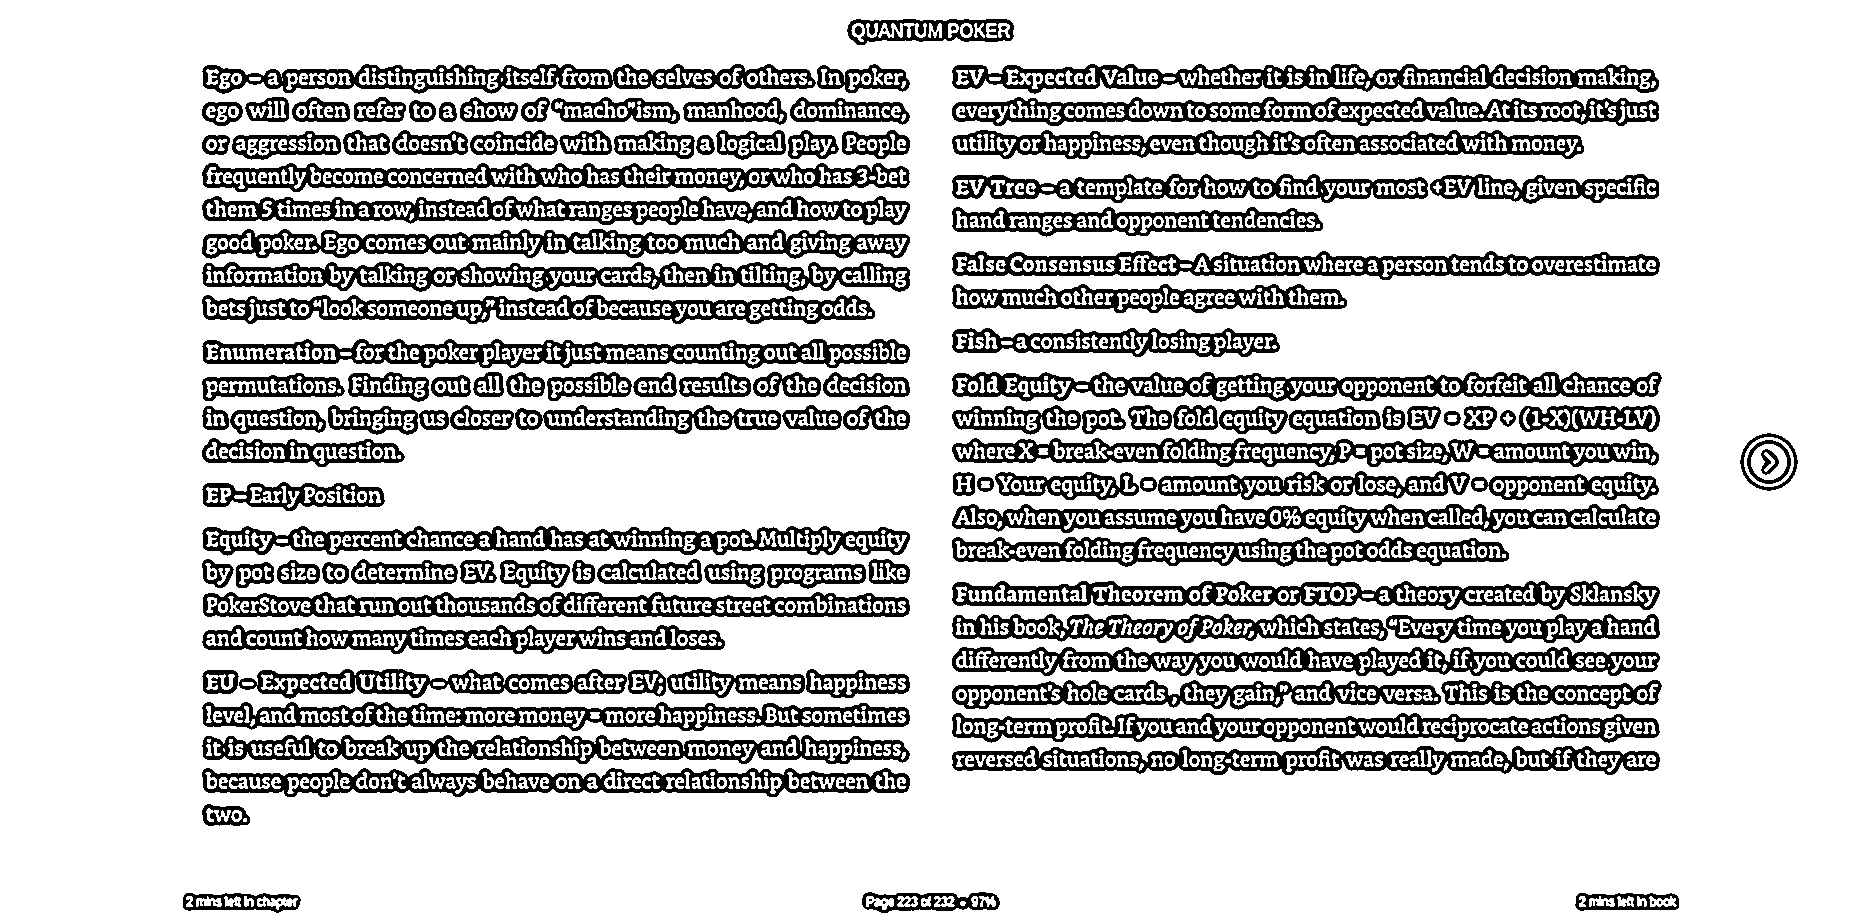 QUANTUM POKER
Ego – a person distinguishing itself from the selves of others. In poker,
ego will often refer to a show of “macho”ism, manhood, dominance,
or aggression that doesn’t coincide with making a logical play. People
frequently become concerned with who has their money, or who has 3-bet
them 5 times in a row, instead of what ranges people have, and how to play
good poker. Ego comes out mainly in talking too much and giving away
information by talking or showing your cards, then in tilting, by calling
bets just to “look someone up,” instead of because you are getting odds.
Enumeration – for the poker player it just means counting out all possible
permutations. Finding out all the possible end results of the decision
in question, bringing us closer to understanding the true value of the
decision in question.
EP – Early Position
Equity – the percent chance a hand has at winning a pot. Multiply equity
by pot size to determine EV. Equity is calculated using programs like
PokerStove that run out thousands of different future street combinations
and count how many times each player wins and loses.
EU – Expected Utility – what comes after EV; utility means happiness
level, and most of the time: more money = more happiness. But sometimes
it is useful to break up the relationship between money and happiness,
because people don’t always behave on a direct relationship between the
two.
EV – Expected Value – whether it is in life, or financial decision making,
everything comes down to some form of expected value. At its root, it’s just
utility or happiness, even though it’s often associated with money.
EV Tree – a template for how to find your most +EV line, given specific
hand ranges and opponent tendencies.
False Consensus Effect – A situation where a person tends to overestimate
how much other people agree with them.
Fish – a consistently losing player.
Fold Equity – the value of getting your opponent to forfeit all chance of
winning the pot. The fold equity equation is EV = XP + (1-X)(WH-LV)
where X = break-even folding frequency, P = pot size, W = amount you win,
H = Your equity, L = amount you risk or lose, and V = opponent equity.
Also, when you assume you have 0% equity when called, you can calculate
break-even folding frequency using the pot odds equation.
Fundamental Theorem of Poker or FTOP – a theory created by Sklansky
in his book, The Theory of Poker, which states, “Every time you play a hand
differently from the way you would have played it, if you could see your
opponent’s hole cards , they gain,” and vice versa. This is the concept of
long-term profit. If you and your opponent would reciprocate actions given
reversed situations, no long-term profit was really made, but if they are
2 mins left in chapter
Page 223 of 232 • 97%
2 mins left in book